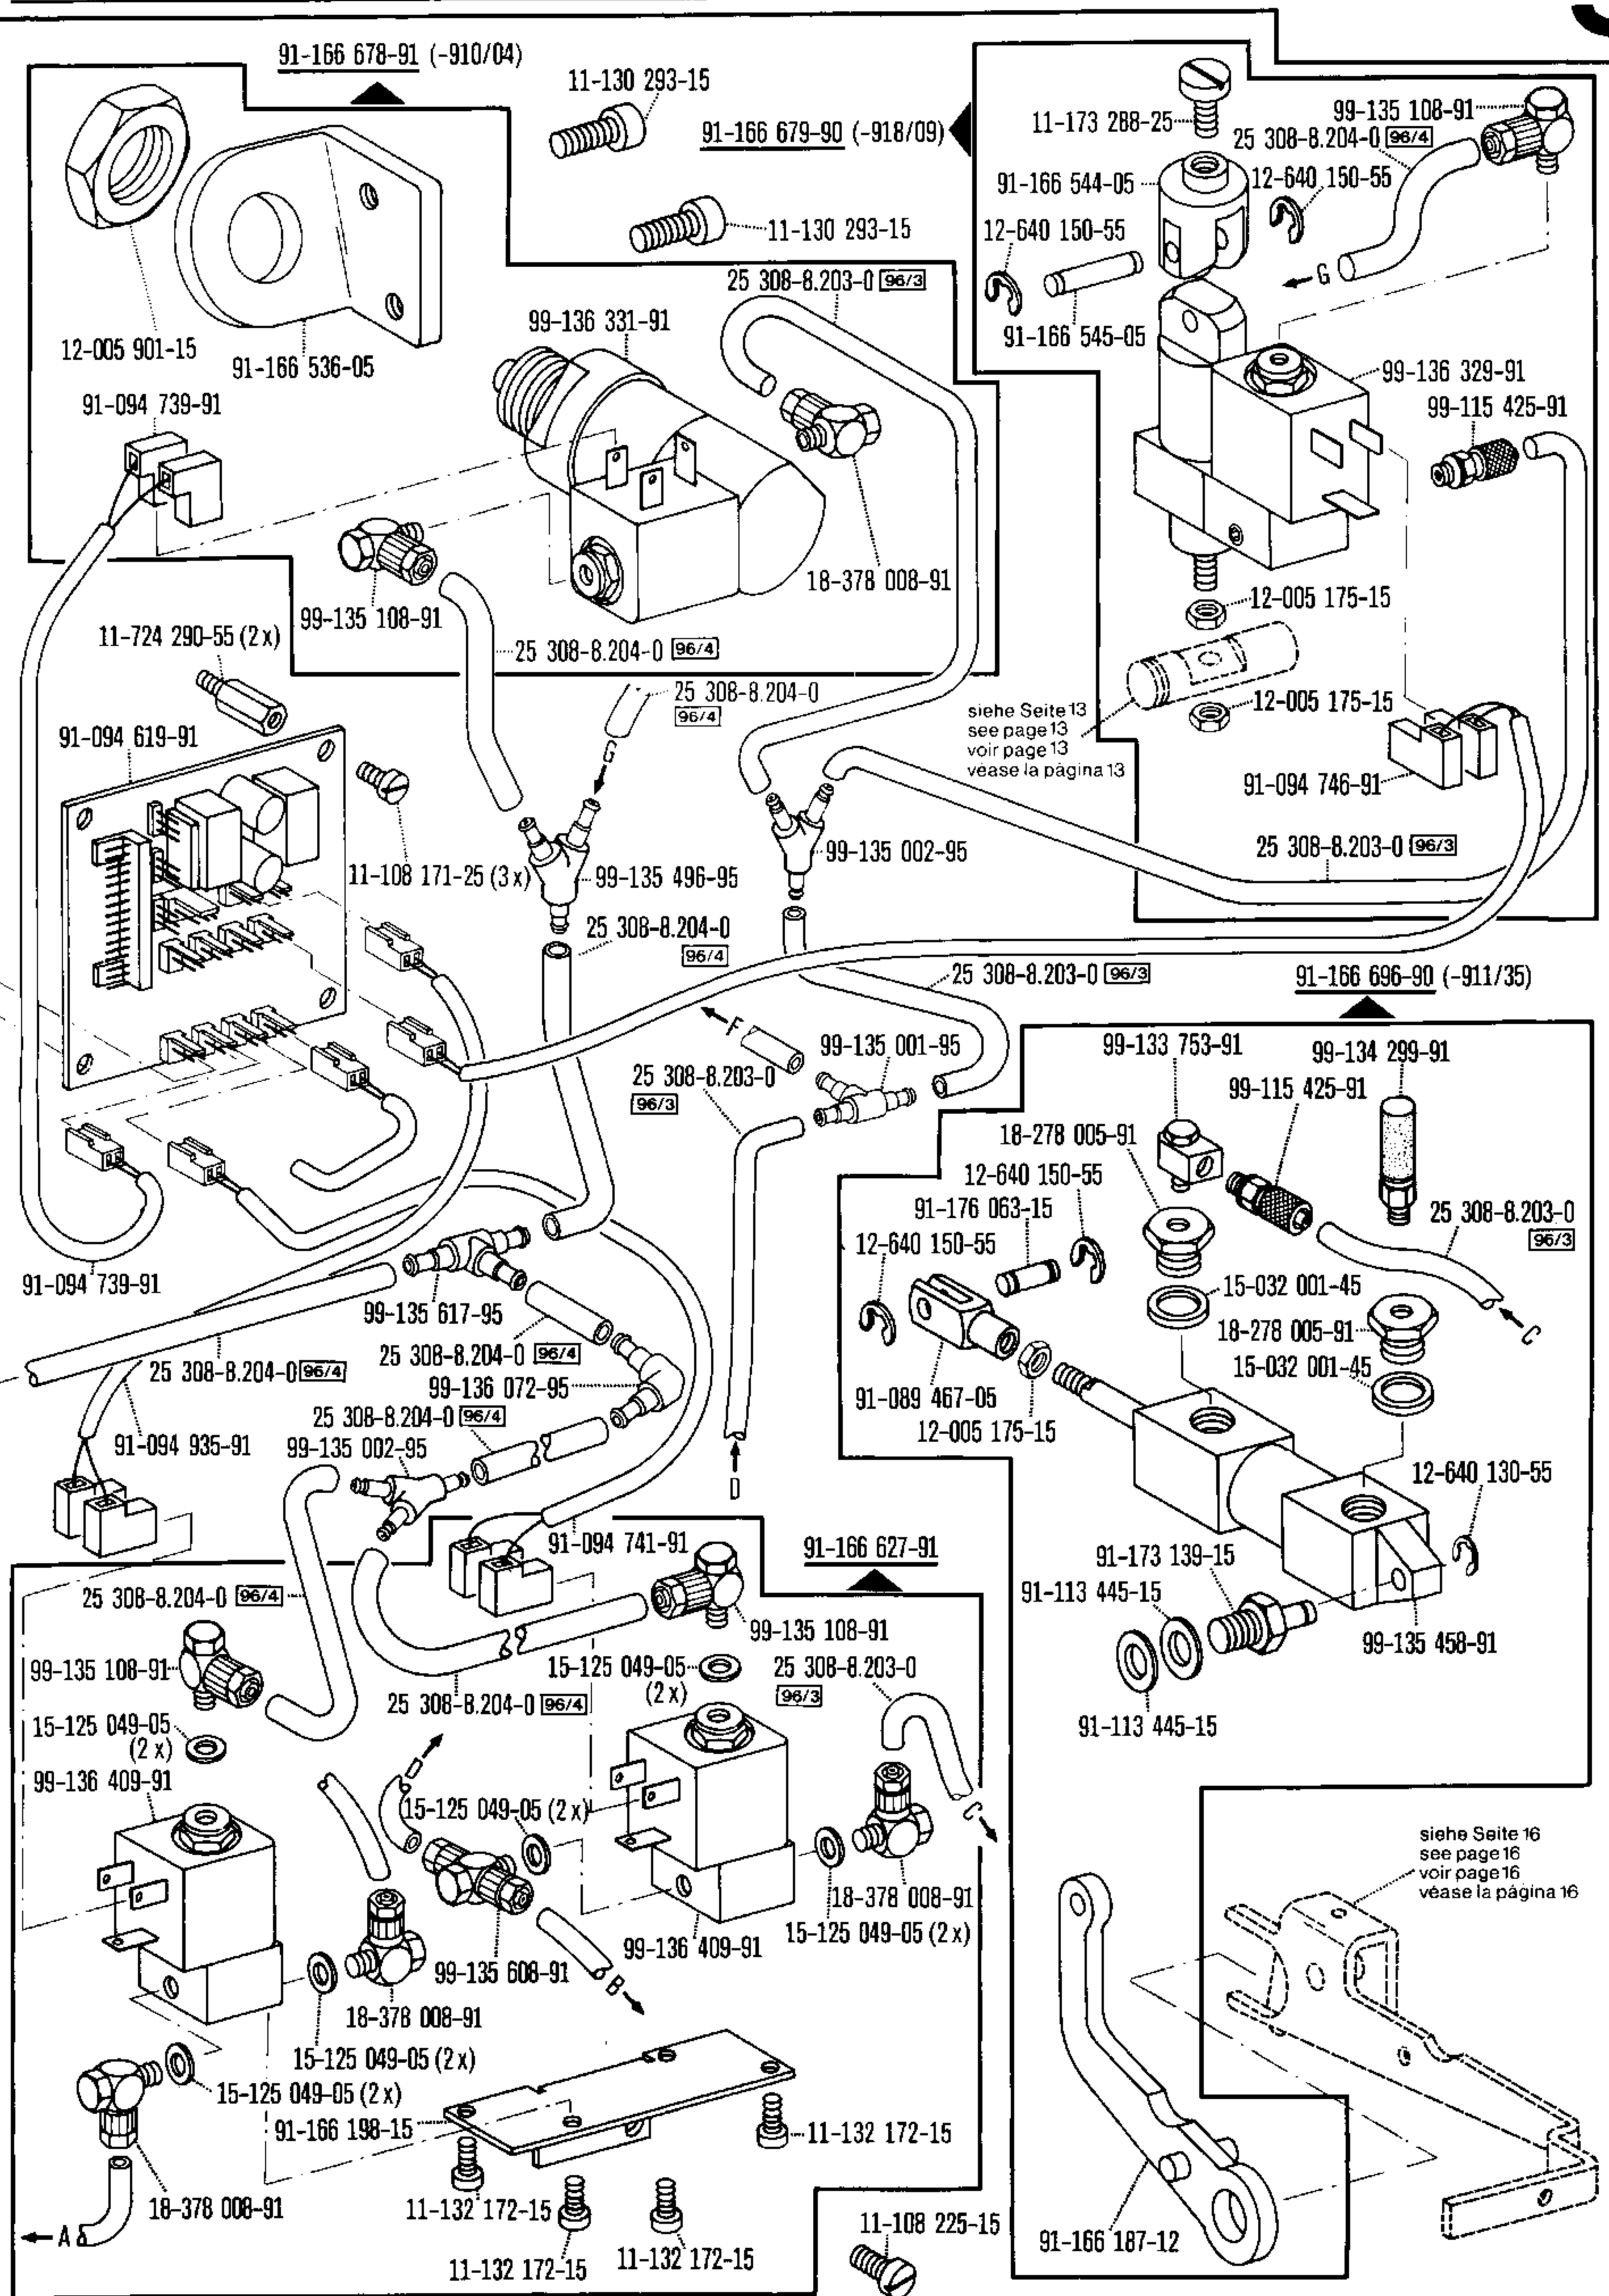 91-166 678-91 (-910/04)
11-130 293-15
91-166 679-90 (-918/09)
11-173 288-25
99-135 108-91
25 308-8.204-0 96/4
91-166 544-05
12-640 150-55
11-130 293-15
12-640 150-55
G
25 308-8.203-0 96/3
99-136 331-91
91-166 545-05
12-005 901-15
91-166 536-05
99-136 329-91
91-094 739-91
99-115 425-91
18-378 008-91
12-005 175-15
99-135 108-91
11-724 290-55 (2x)
25 308-8.204-0 96/4
25 308-8.204-0
96/4
12-005 175-15
siehe Seite 13
see page 13
voir page 13
véase la página 13
91-094 619-91
G
91-094 746-91
99-135 002-95
25 308-8.203-0 96/3
11-108 171-25 (3x)
99-135 496-95
25 308-8.204-0
96/4
25 308-8.203-0 96/3
91-166 696-90 (-911/35)
F
99-135 001-95
99-133 753-91
99-134 299-91
25 308-8.203-0
96/3
99-115 425-91
18-278 005-91
12-640 150-55
91-176 063-15
25 308-8.203-0
96/3
12-640 150-55
91-094 739-91
99-135 617-95
15-032 001-45
C
18-278 005-91
25 308-8.204-0 96/4
25 308-8.204-0 96/4
15-032 001-45
99-136 072-95
91-089 467-05
25 308-8.204-0 96/4
12-005 175-15
91-094 935-91
99-135 002-95
12-640 130-55
D
91-094 741-91
91-166 627-91
91-173 139-15
25 308-8.204-0 96/4
91-113 445-15
99-135 108-91
99-135 458-91
99-135 108-91
15-125 049-05
(2x)
25 308-8.203-0
96/3
25 308-8.204-0 96/4
91-113 445-15
15-125 049-05
(2x)
99-136 409-91
D
15-125 049-05 (2x)
C
siehe Seite 16
see page 16
voir page 16
véase la página 16
18-378 008-91
15-125 049-05 (2x)
99-136 409-91
99-135 608-91
B
18-378 008-91
15-125 049-05 (2x)
15-125 049-05 (2x)
91-166 198-15
11-132 172-15
18-378 008-91
11-132 172-15
A
11-108 225-15
91-166 187-12
11-132 172-15
11-132 172-15